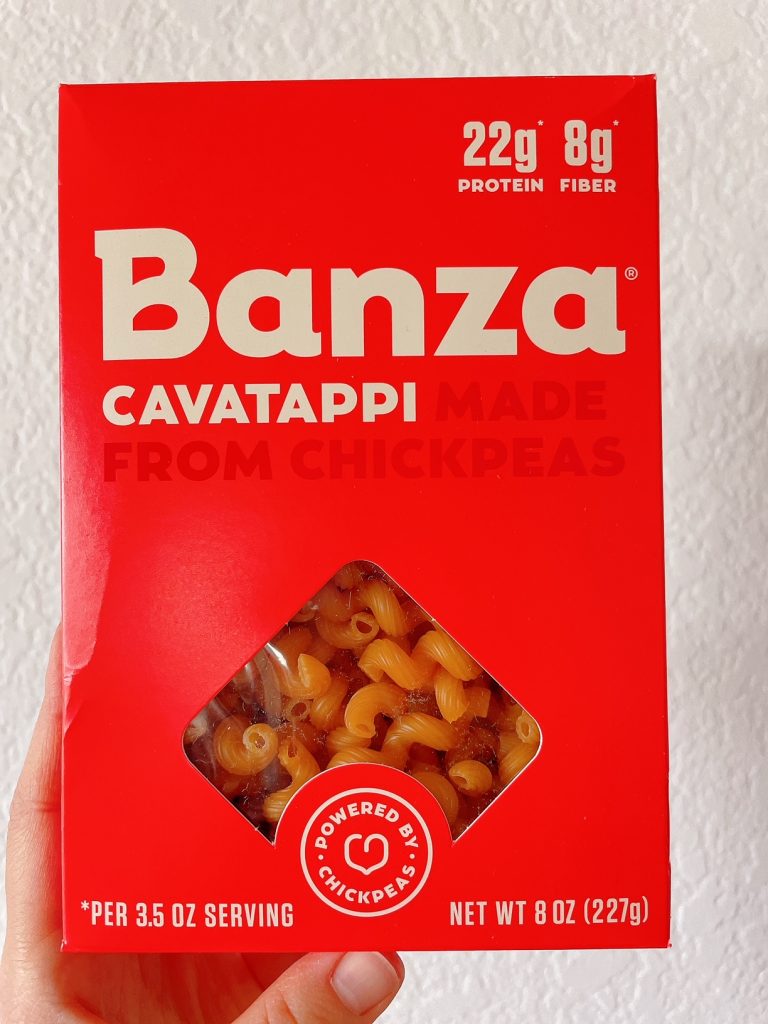 22g* 8g*
PROTEIN FIBER
Banza®
CAVATAPPI MADE
FROM CHICKPEAS
POWERED BY
CHICKPEAS
*PER 3.5 OZ SERVING
NET WT 8 OZ (227g)